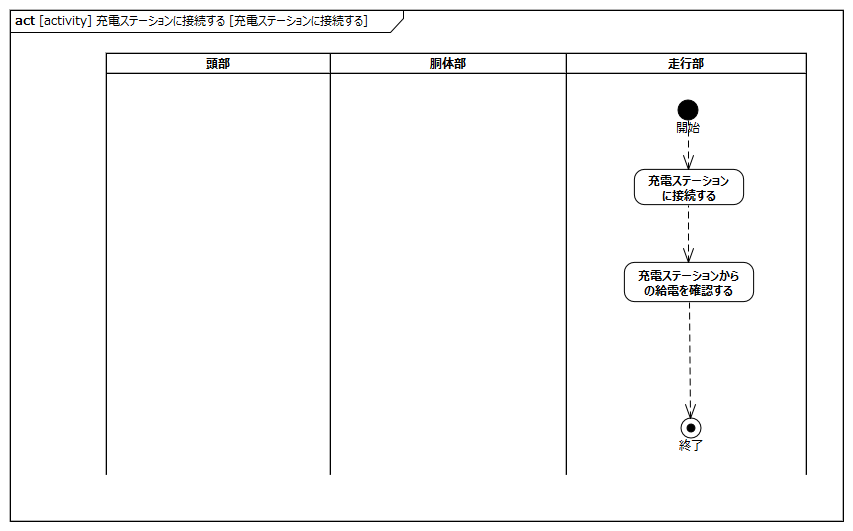 act [activity] 充電ステーションに接続する [充電ステーションに接続する]
頭部
胴体部
走行部
開始
充電ステーション
に接続する
充電ステーションから
の給電を確認する
終了